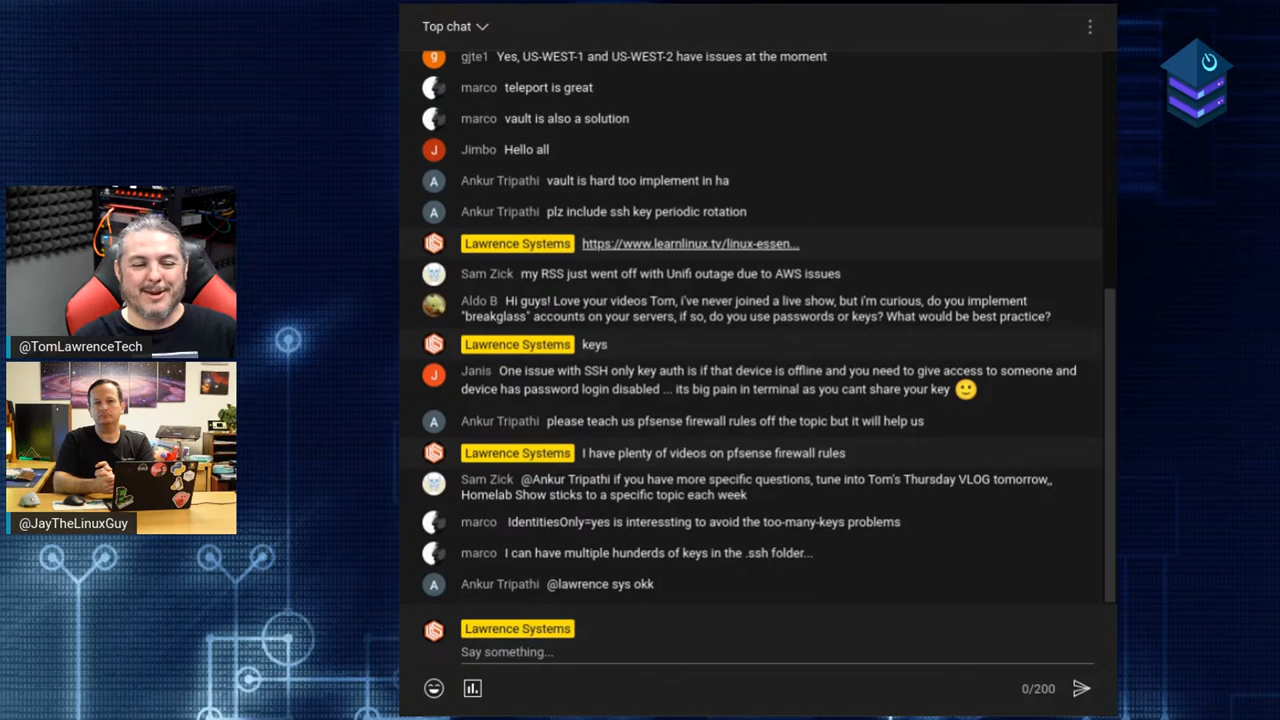 Top chat
gjte1 Yes, US-WEST-1 and US-WEST-2 have issues at the moment
marco teleport is great
marco vault is also a solution
J Jimbo Hello all
A Ankur Tripathi vault is hard too implement in ha
A Ankur Tripathi plz include ssh key periodic rotation
Lawrence Systems https://www.learnlinux.tv/linux-essen...
Sam Zick my RSS just went off with Unifi outage due to AWS issues
Aldo B Hi guys! Love your videos Tom, i've never joined a live show, but i'm curious, do you implement
"breakglass" accounts on your servers, if so, do you use passwords or keys? What would be best practice?
Lawrence Systems keys
J Janis One issue with SSH only key auth is if that device is offline and you need to give access to someone and
device has password login disabled ... its big pain in terminal as you cant share your key
A Ankur Tripathi please teach us pfsense firewall rules off the topic but it will help us
Lawrence Systems I have plenty of videos on pfsense firewall rules
Sam Zick @Ankur Tripathi if you have more specific questions, tune into Tom's Thursday VLOG tomorrow,,
Homelab Show sticks to a specific topic each week
marco IdentitiesOnly=yes is interessting to avoid the too-many-keys problems
marco I can have multiple hunderds of keys in the .ssh folder...
A Ankur Tripathi @lawrence sys okk
Lawrence Systems
Say something...
0/200
@TomLawrenceTech
@JayTheLinuxGuy